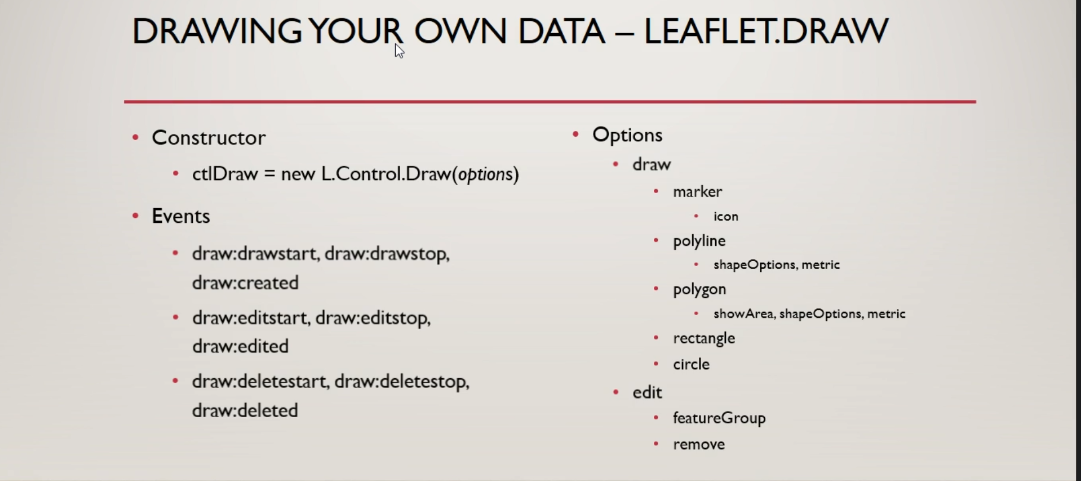 DRAWING YOUR OWN DATA – LEAFLET.DRAW
Constructor
ctlDraw = new L.Control.Draw(options)
Events
draw:drawstart, draw:drawstop,
draw:created
draw:editstart, draw:editstop,
draw:edited
draw:deletestart, draw:deletestop,
draw:deleted
Options
draw
marker
icon
polyline
shapeOptions, metric
polygon
showArea, shapeOptions, metric
rectangle
circle
edit
featureGroup
remove